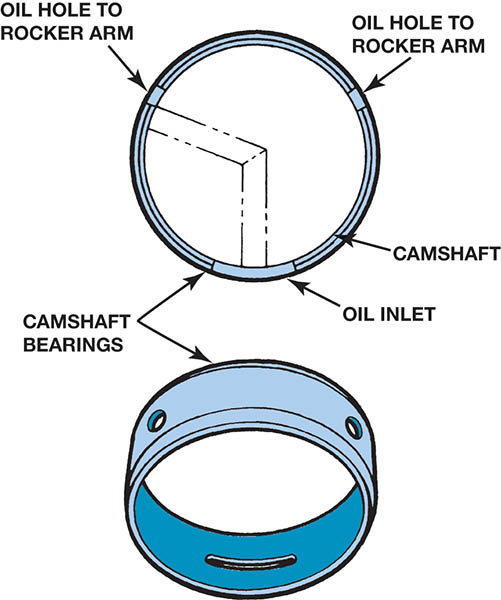 OIL HOLE TO
ROCKER ARM
OIL HOLE TO
ROCKER ARM
CAMSHAFT
OIL INLET
CAMSHAFT
BEARINGS